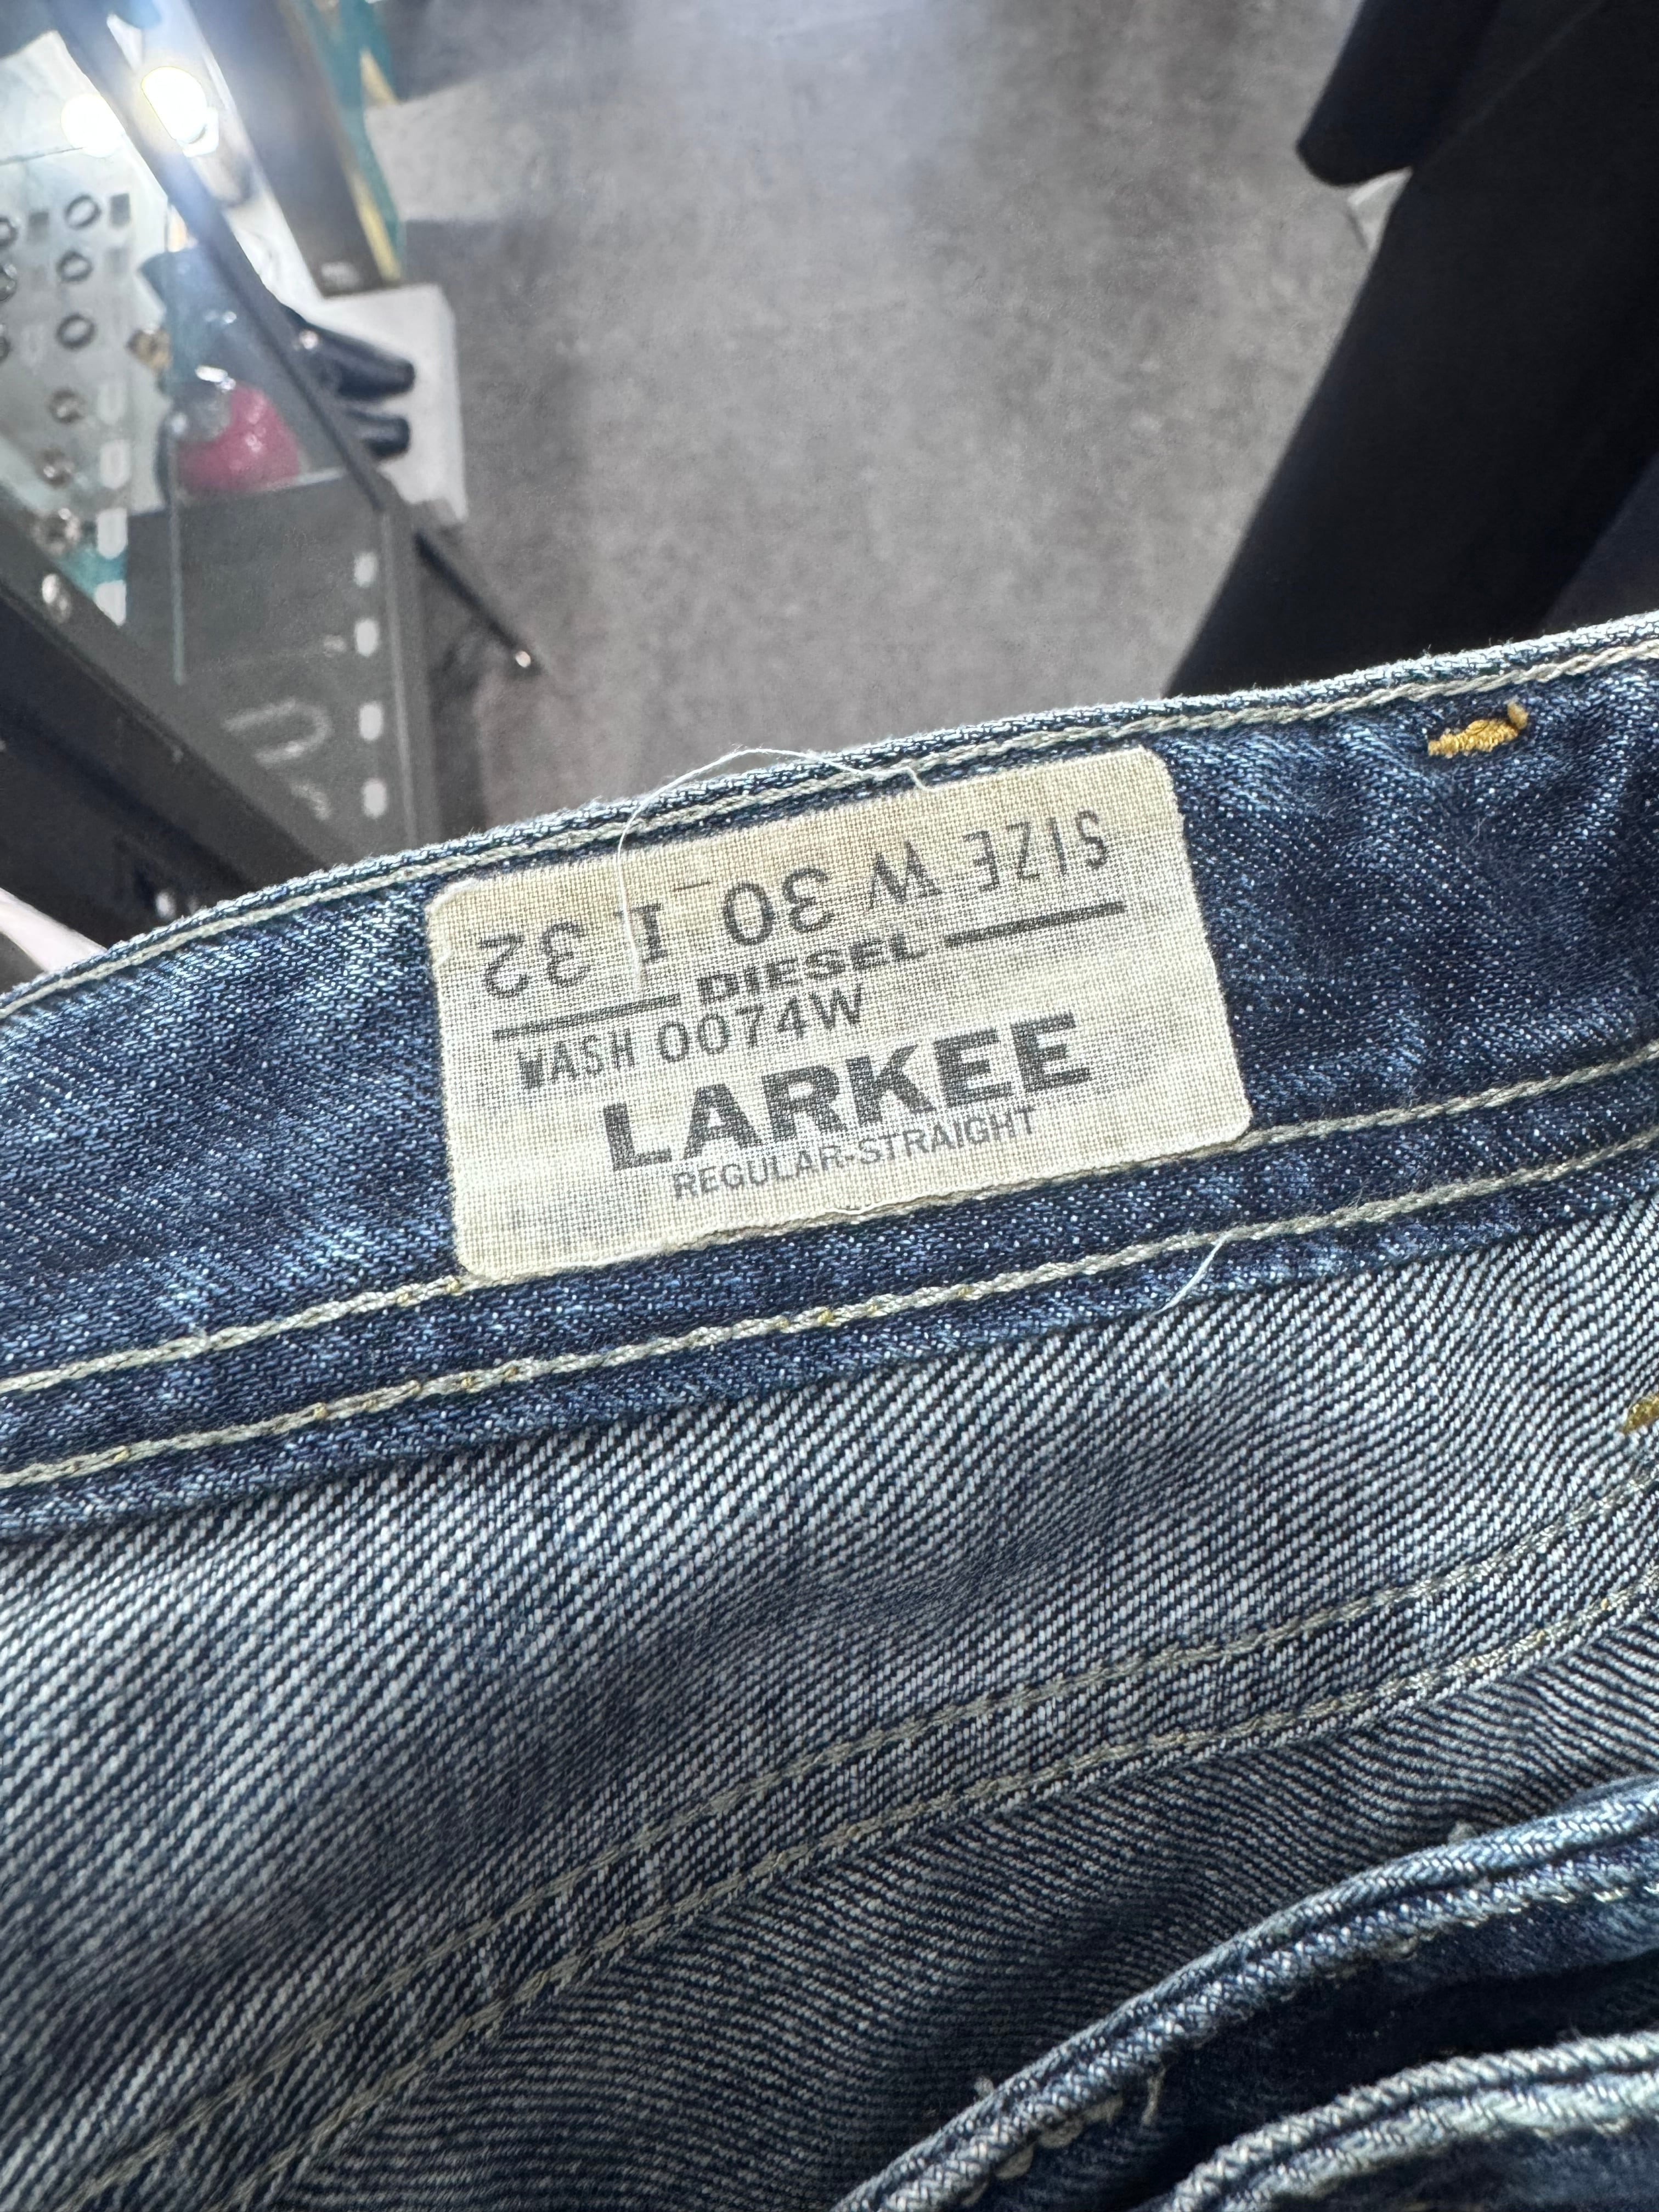 SIZE W 30 L 32
DIESEL
WASH 0074W
LARKEE
REGULAR-STRAIGHT